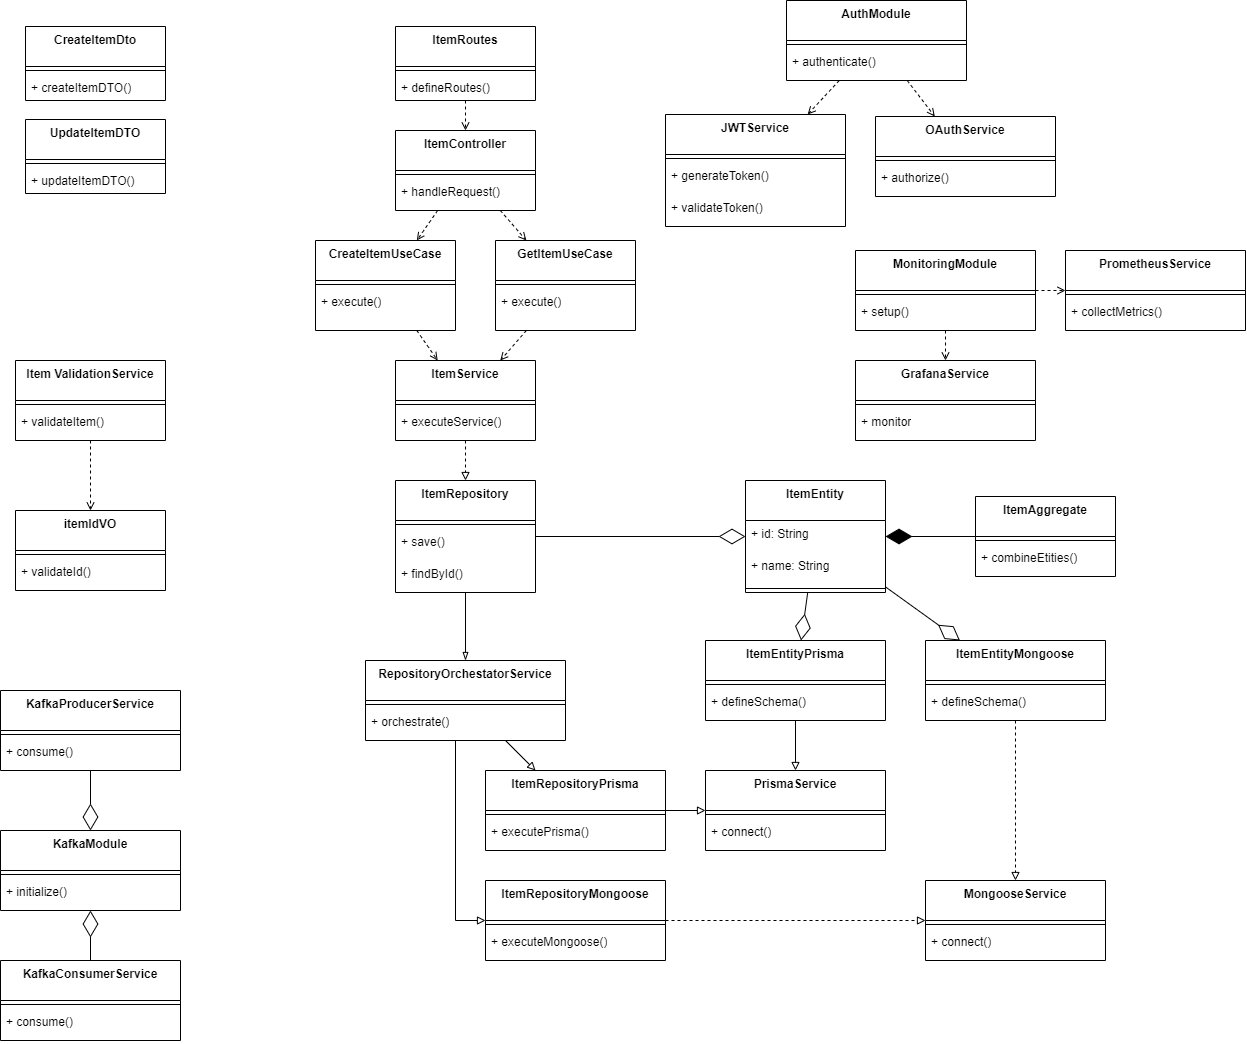 CreateItemDto
+ createItemDTO()
UpdateItemDTO
+ updateItemDTO()
ItemRoutes
+ defineRoutes()
ItemController
+ handleRequest()
CreateItemUseCase
+ execute()
GetItemUseCase
+ execute()
AuthModule
+ authenticate()
JWTService
+ generateToken()
+ validateToken()
OAuthService
+ authorize()
MonitoringModule
+ setup()
PrometheusService
+ collectMetrics()
GrafanaService
+ monitor
Item ValidationService
+ validateItem()
itemIdVO
+ validateId()
ItemService
+ executeService()
ItemRepository
+ save()
+ findById()
ItemEntity
+ id: String
+ name: String
ItemAggregate
+ combineEtities()
RepositoryOrchestatorService
+ orchestrate()
ItemEntityPrisma
+ defineSchema()
ItemEntityMongoose
+ defineSchema()
ItemRepositoryPrisma
+ executePrisma()
PrismaService
+ connect()
ItemRepositoryMongoose
+ executeMongoose()
MongooseService
+ connect()
KafkaProducerService
+ consume()
KafkaModule
+ initialize()
KafkaConsumerService
+ consume()